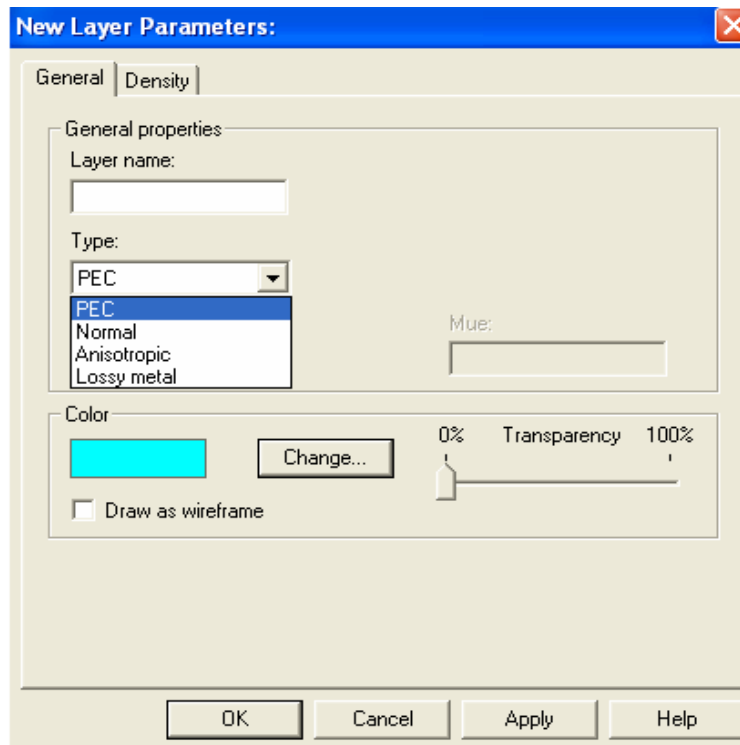 New Layer Parameters:
General Density
General properties
Layer name:
Type:
PEC
PEC
Normal
Anisotropic
Lossy metal
Mue:
Color
Change...
0% Transparency 100%
Draw as wireframe
OK Cancel Apply Help